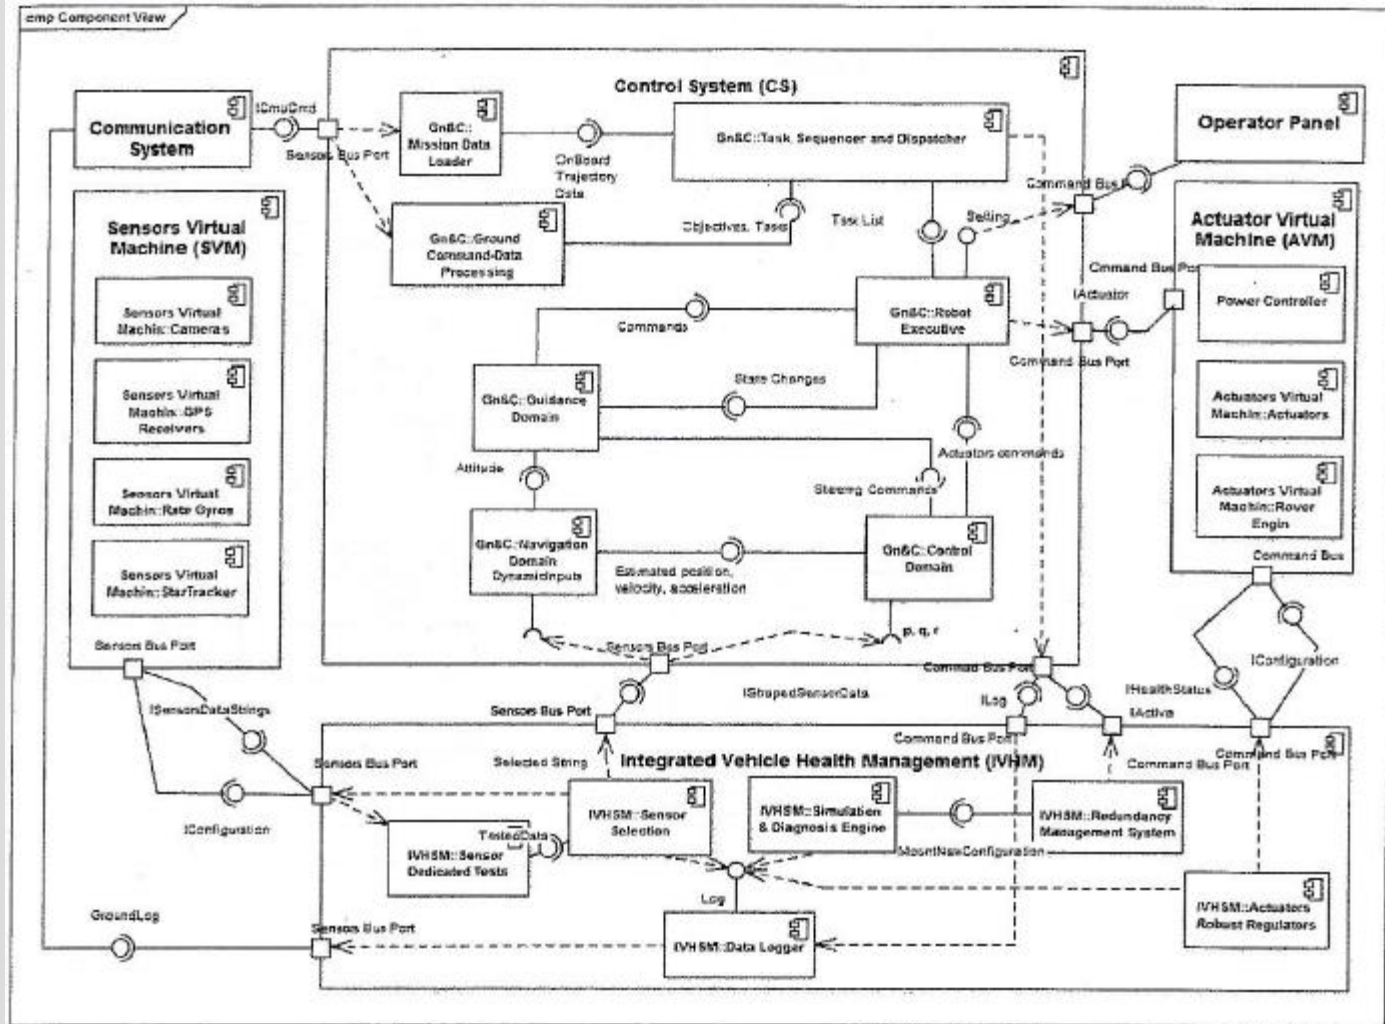 cmp Component View
Control System (CS)
Communication
System
ICmuCmd
Sensors Bus Port
Gn&C::
Mission Data
Loader
OnBoard
Trajectory
Data
Gn&C::Task, Sequencer and Dispatcher
Operator Panel
Command Bus P
Sensors Virtual
Machine (SVM)
Gn&C::Ground
Command-Data
Processing
Objectives, Tasks
Task List
Setting
Actuator Virtual
Machine (AVM)
Sensors Virtual
Machin::Cameras
Commands
Gn&C::Robot
Executive
IActuator
Command Bus Port
Power Controller
Command Bus Port
Sensors Virtual
Machin::GPS
Receivers
Gn&C::Guidance
Domain
State Changes
Actuators Virtual
Machin::Actuators
Attitude
Steering Commands
Actuators commands
Sensors Virtual
Machin::Rate Gyros
Actuators Virtual
Machin::Rover
Engin
Gn&C::Navigation
Domain
DynamicInputs
Estimated position,
velocity, acceleration
Gn&C::Control
Domain
Sensors Virtual
Machin::StarTracker
Command Bus
Sensors Bus Port
Sensors Bus Port
p, q, r
Commad Bus Port
IConfiguration
ISensorsDataStrings
IShapedSensorData
ILog
IHealthStatus
IActive
Sensors Bus Port
Command Bus Port
Command Bus Port
Sensors Bus Port
Selected String
Integrated Vehicle Health Management (IVHM)
Command Bus Port
IConfiguration
TestedData
IVHSM::Sensor
Selection
IVHSM::Simulation
& Diagnosis Engine
IVHSM::Redundancy
Management System
MountNewConfiguration
IVHSM::Sensor
Dedicated Tests
Log
GroundLog
Sensors Bus Port
IVHSM::Data Logger
IVHSM::Actuators
Robust Regulators